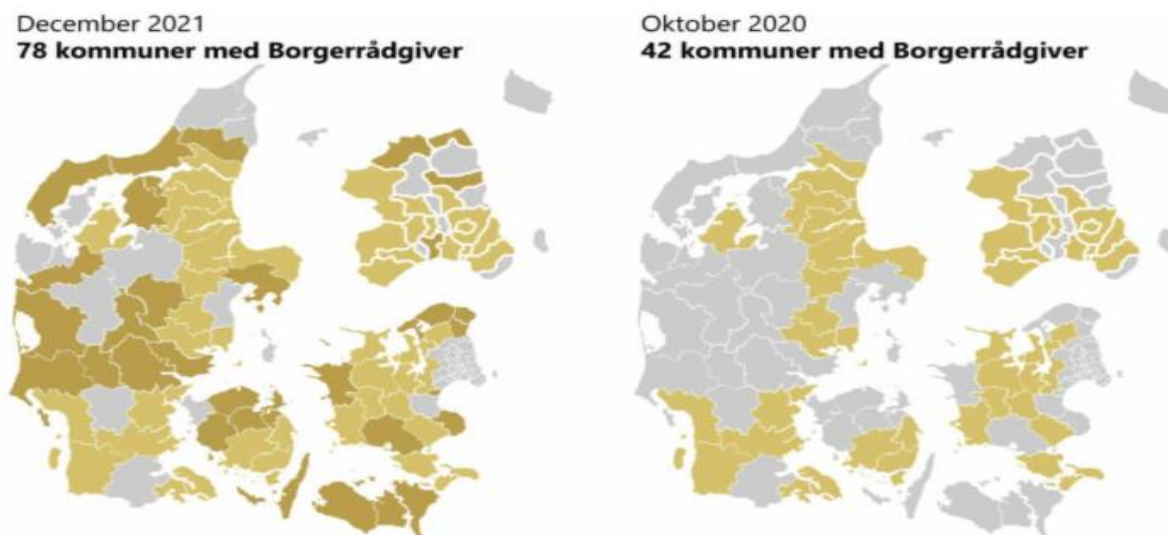 December 2021
78 kommuner med Borgerrådgiver
Oktober 2020
42 kommuner med Borgerrådgiver